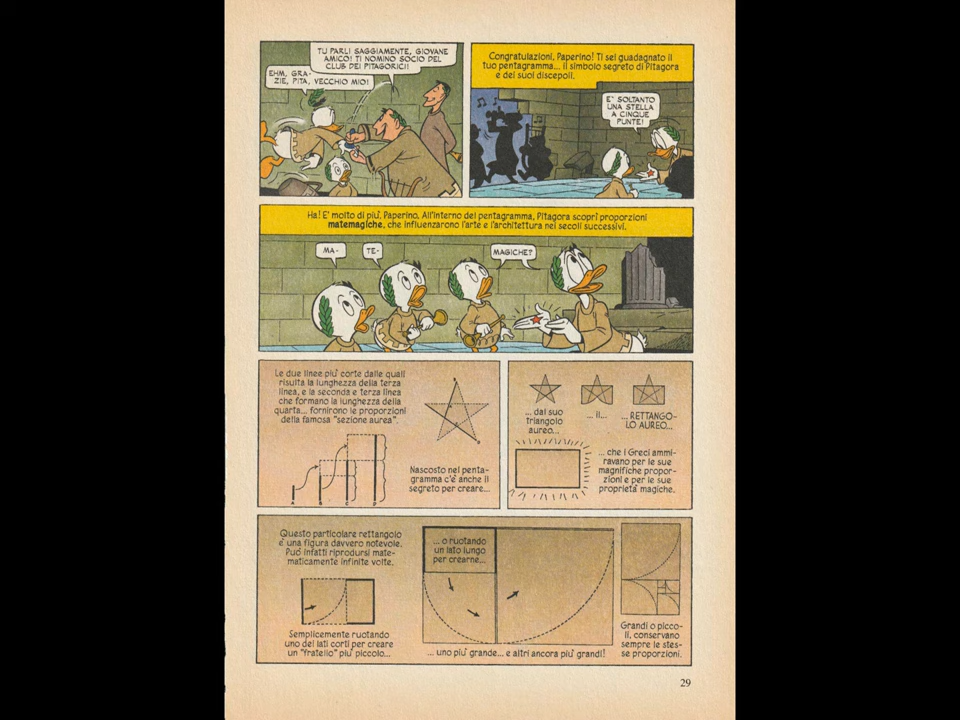 TU PARLI SAGGIAMENTE, GIOVANE
AMICO! TI NOMINO SOCIO DEL
CLUB DEI PITAGORICI!
EHM, GRA-
ZIE, PITA, VECCHIO MIO!
Congratulazioni, Paperino! Ti sei guadagnato il
tuo pentagramma... il simbolo segreto di Pitagora
e dei suoi discepoli.
E' SOLTANTO
UNA STELLA
A CINQUE
PUNTE!
Ha! E' molto di più, Paperino. All'interno del pentagramma, Pitagora scoprì proporzioni
matemagiche, che influenzarono l'arte e l'architettura nei secoli successivi.
MA-
TE-
MAGICHE?
Le due linee più corte dalle quali
risulta la lunghezza della terza
linea, e la seconda e terza linea
che formano la lunghezza della
quarta... fornirono le proporzioni
della famosa "sezione aurea".
A B C D
Nascosto nel penta-
gramma c'è anche il
segreto per creare...
... dal suo
triangolo
aureo...
... il...
... RETTANGO-
LO AUREO...
... che i Greci ammi-
ravano per le sue
magnifiche propor-
zioni e per le sue
proprietà magiche.
Questo particolare rettangolo
è una figura davvero notevole.
Può infatti riprodursi mate-
maticamente infinite volte.
Semplicemente ruotando
uno dei lati corti per creare
un "fratello" più piccolo...
... o ruotando
un lato lungo
per crearne...
... uno più grande... e altri ancora più grandi!
Grandi o picco-
li, conservano
sempre le stes-
se proporzioni.
29